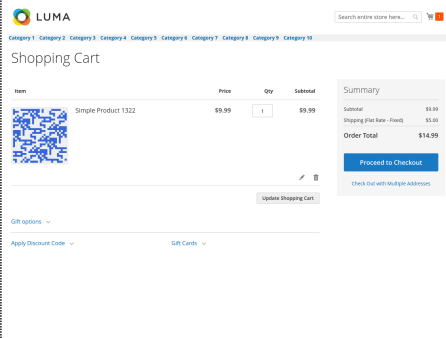 LUMA
Search entire store here...
1
Category 1 Category 2 Category 3 Category 4 Category 5 Category 6 Category 7 Category 8 Category 9 Category 10
Shopping Cart
Item Price Qty Subtotal
Simple Product 1322 $9.99 1 $9.99
Update Shopping Cart
Gift options
Apply Discount Code Gift Cards
Summary
Subtotal $9.99
Shipping (Flat Rate - Fixed) $5.00
Order Total $14.99
Proceed to Checkout
Check Out with Multiple Addresses